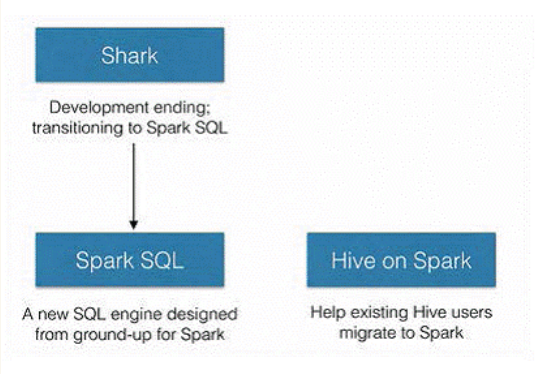 Shark
Development ending;
transitioning to Spark SQL
Spark SQL
A new SQL engine designed
from ground-up for Spark
Hive on Spark
Help existing Hive users
migrate to Spark